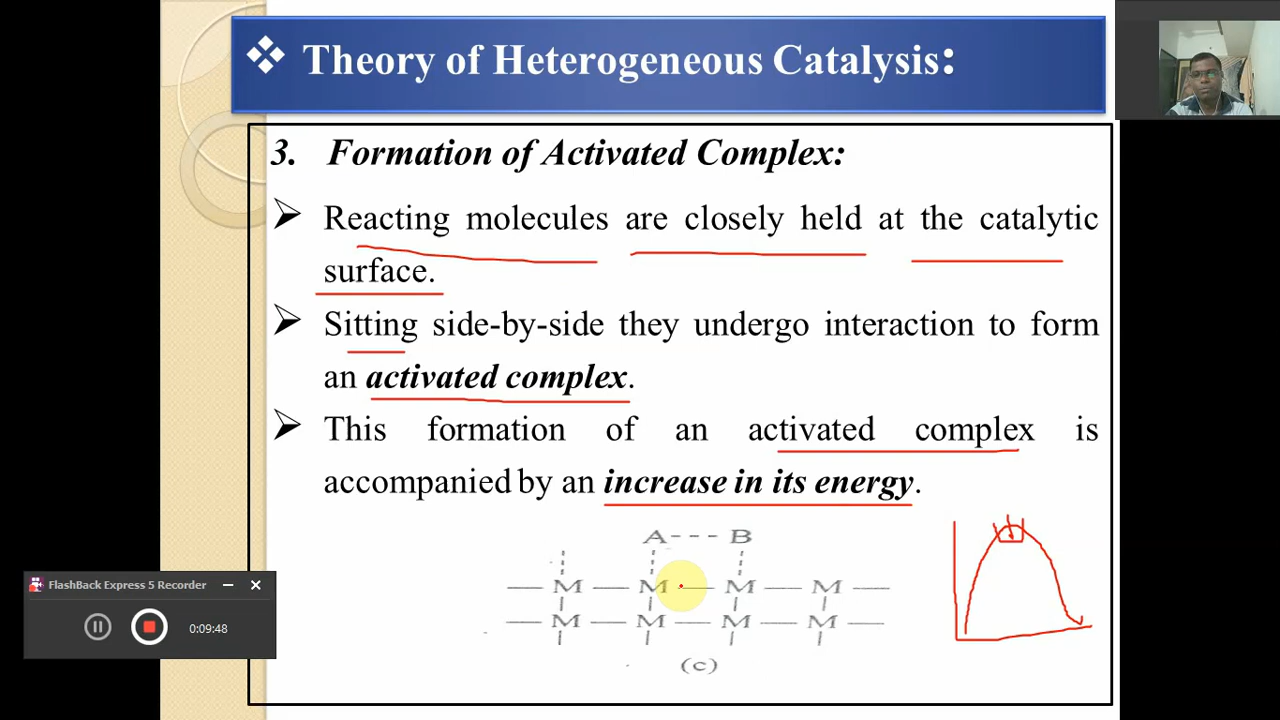 ❖ Theory of Heterogeneous Catalysis:
3. Formation of Activated Complex:
➢ Reacting molecules are closely held at the catalytic
surface.
➢ Sitting side-by-side they undergo interaction to form
an activated complex.
➢ This formation of an activated complex is
accompanied by an increase in its energy.
A - - - - B
M — M — M — M
M — M — M — M
(c)
FlashBack Express 5 Recorder
0:09:48